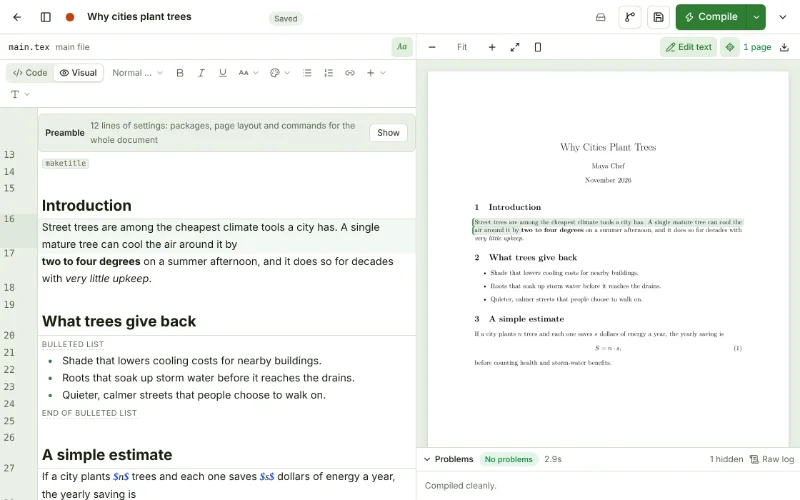 Why cities plant trees
Saved
Compile
main.tex main file
Aa
Fit
Edit text
1 page
</> Code
Visual
Normal ...
B I U AA
T
Preamble
12 lines of settings: packages, page layout and commands for the
whole document
Show
13
14
maketitle
15
Introduction
16
Street trees are among the cheapest climate tools a city has. A single
mature tree can cool the air around it by
17
two to four degrees on a summer afternoon, and it does so for decades
with very little upkeep.
18
19
What trees give back
20
BULLETED LIST
21
• Shade that lowers cooling costs for nearby buildings.
22
• Roots that soak up storm water before it reaches the drains.
23
• Quieter, calmer streets that people choose to walk on.
24
END OF BULLETED LIST
25
26
A simple estimate
27
If a city plants $n$ trees and each one saves $s$ dollars of energy a year,
the yearly saving is
Why Cities Plant Trees
Maya Chef
November 2026
1 Introduction
Street trees are among the cheapest climate tools a city has. A single mature tree can cool the
air around it by two to four degrees on a summer afternoon, and it does so for decades with
very little upkeep.
2 What trees give back
• Shade that lowers cooling costs for nearby buildings.
• Roots that soak up storm water before it reaches the drains.
• Quieter, calmer streets that people choose to walk on.
3 A simple estimate
If a city plants n trees and each one saves s dollars of energy a year, the yearly saving is
S = n · s, (1)
before counting health and storm-water benefits.
Problems
No problems
2.9s
1 hidden
Raw log
Compiled cleanly.